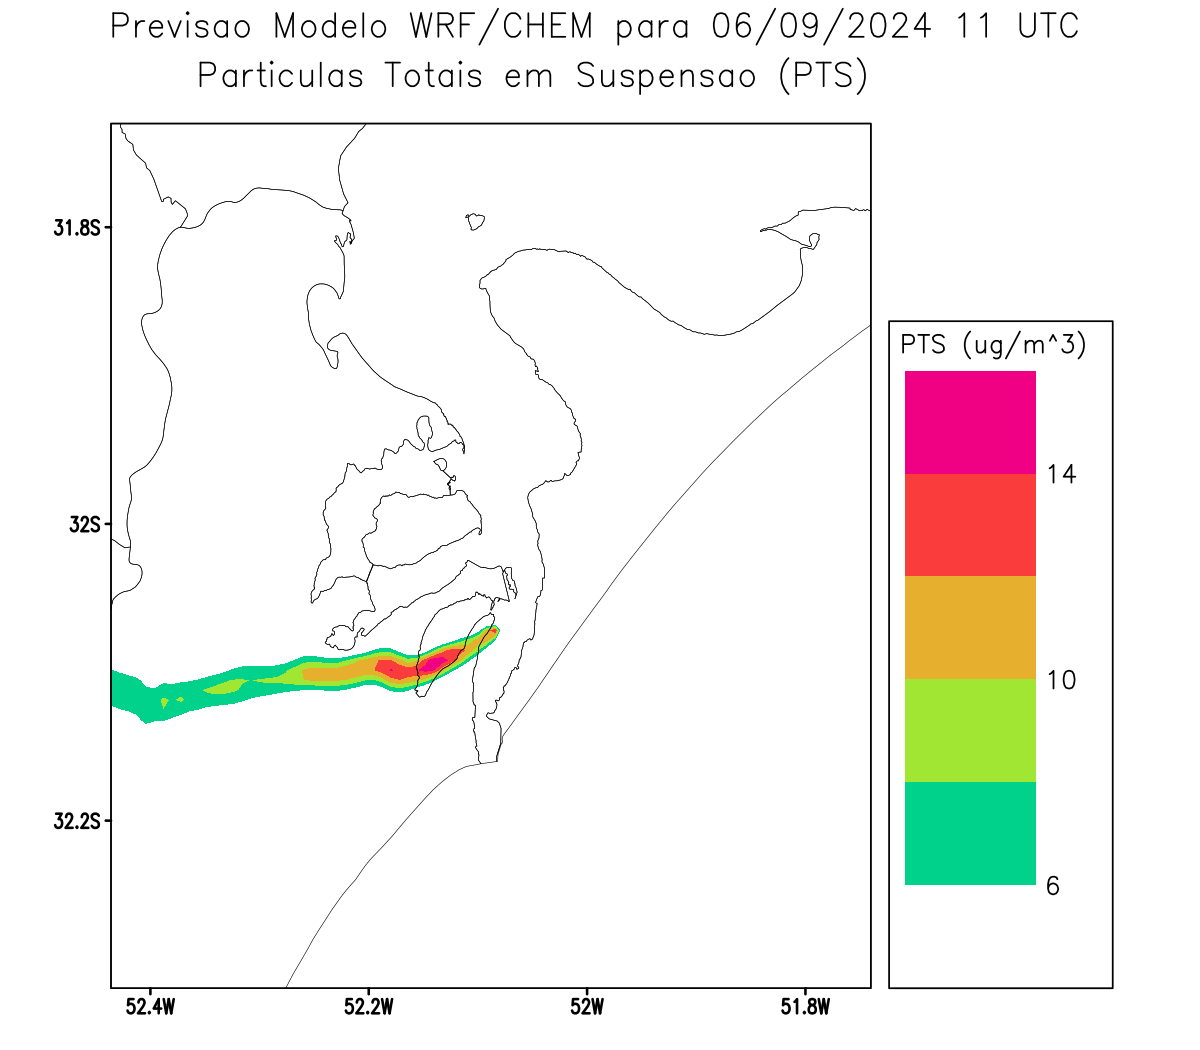 Previsao Modelo WRF/CHEM para 06/09/2024 11 UTC
Particulas Totais em Suspensao (PTS)
31.8S
32S
32.2S
52.4W
52.2W
52W
51.8W
PTS (ug/m^3)
14
10
6